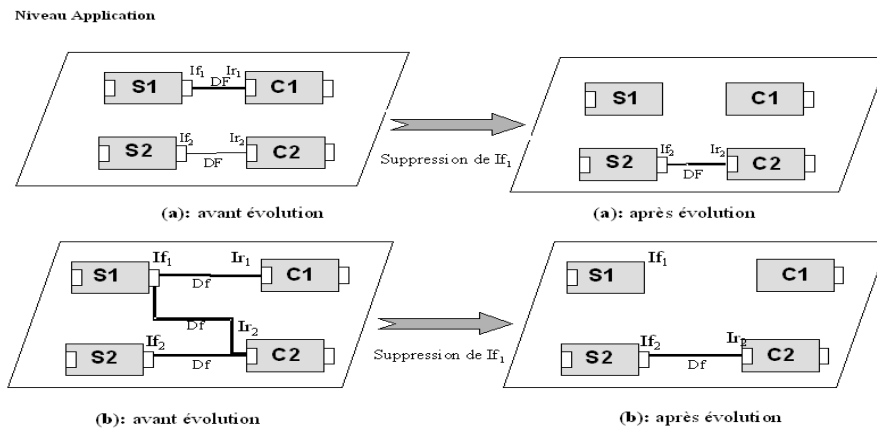 Niveau Application
If1 Ir1
S1 DF C1
If2 Ir2
S2 DF C2
Suppression de If1
S1 C1
If2 Ir2
S2 DF C2
(a): avant évolution
(a): après évolution
If1 Ir1
S1 Df C1
Df Ir2
If2
S2 Df C2
Suppression de If1
If1
S1 C1
If2 Ir2
S2 Df C2
(b): avant évolution
(b): après évolution